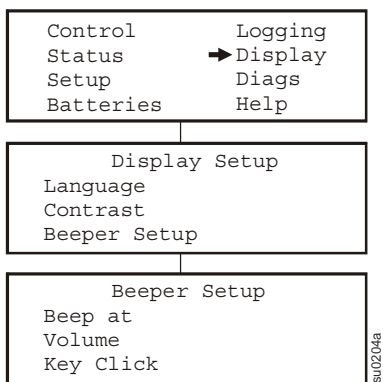 Control Logging
Status Display
Setup Diags
Batteries Help
Display Setup
Language
Contrast
Beeper Setup
Beeper Setup
Beep at
Volume
Key Click
su0204a